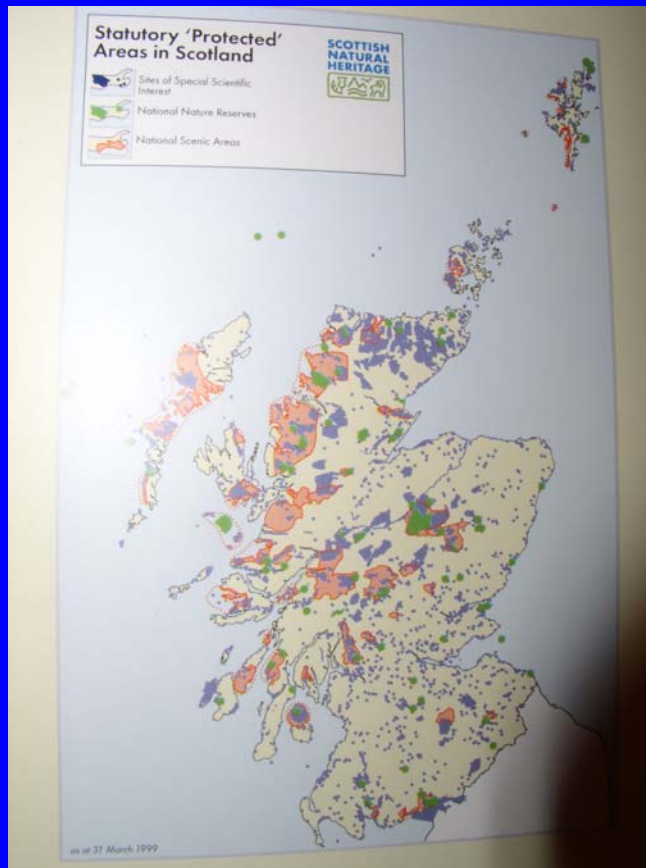 Statutory 'Protected'
Areas in Scotland
SCOTTISH
NATURAL
HERITAGE
Sites of Special Scientific
Interest
National Nature Reserves
National Scenic Areas
as at 31 March 1999